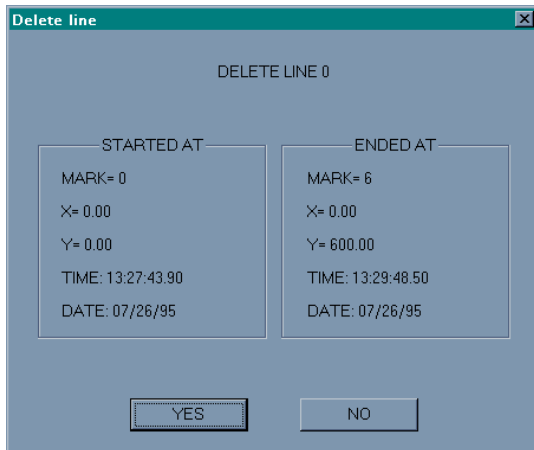 Delete line
DELETE LINE 0
STARTED AT
MARK= 0
X= 0.00
Y= 0.00
TIME: 13:27:43.90
DATE: 07/26/95
ENDED AT
MARK= 6
X= 0.00
Y= 600.00
TIME: 13:29:48.50
DATE: 07/26/95
YES
NO